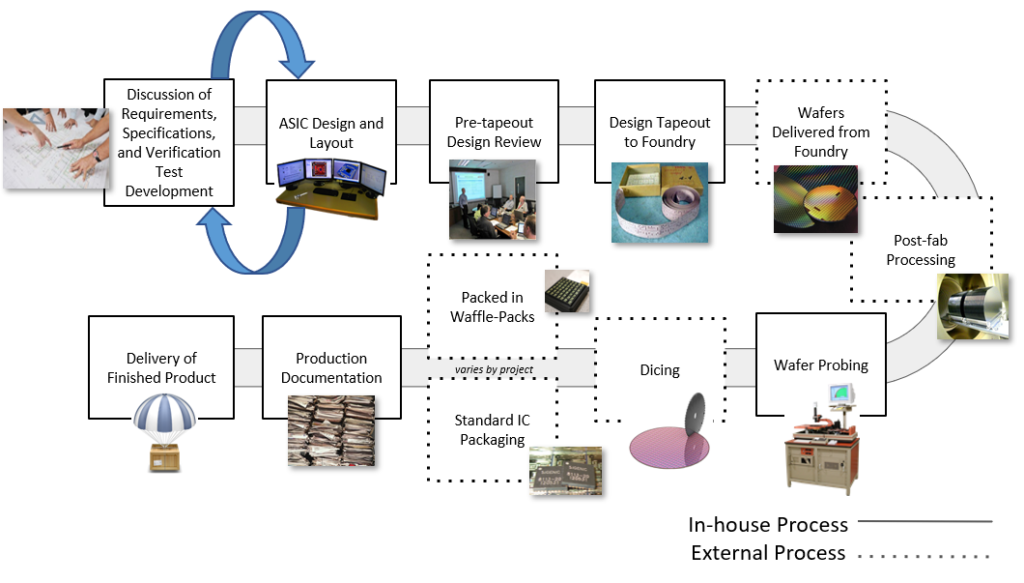 Discussion of
Requirements,
Specifications,
and Verification
Test
Development
ASIC Design and
Layout
Pre-tapeout
Design Review
Design Tapeout
to Foundry
Wafers
Delivered from
Foundry
Post-fab
Processing
Wafer Probing
Dicing
Packed in
Waffle-Packs
varies by project
Standard IC
Packaging
Production
Documentation
Delivery of
Finished Product
In-house Process
External Process